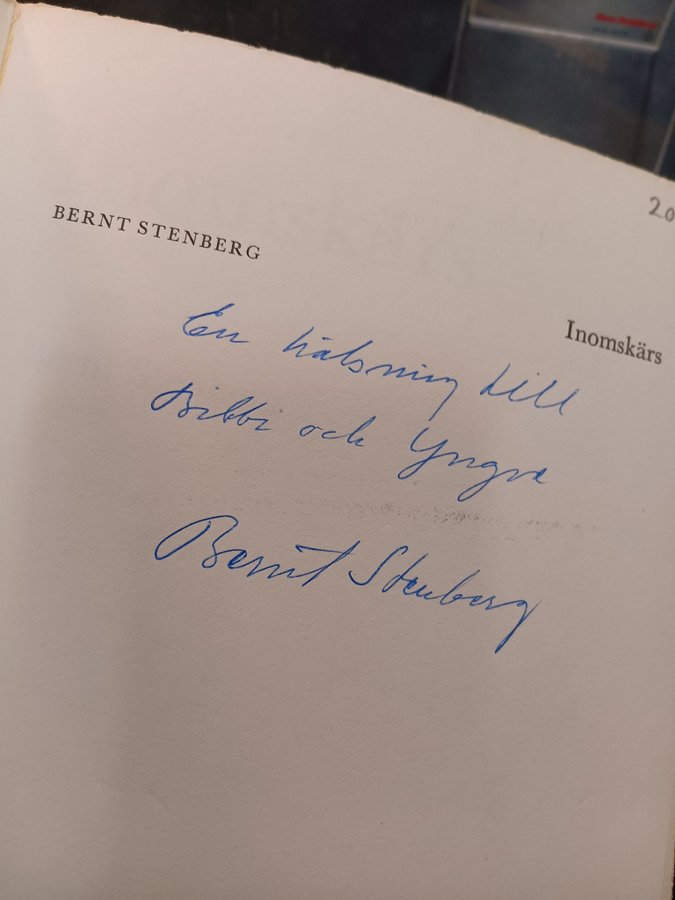 20
BERNT STENBERG
Inomskärs
En hälsning till
Bibbi och Yngve
Bernt Stenberg